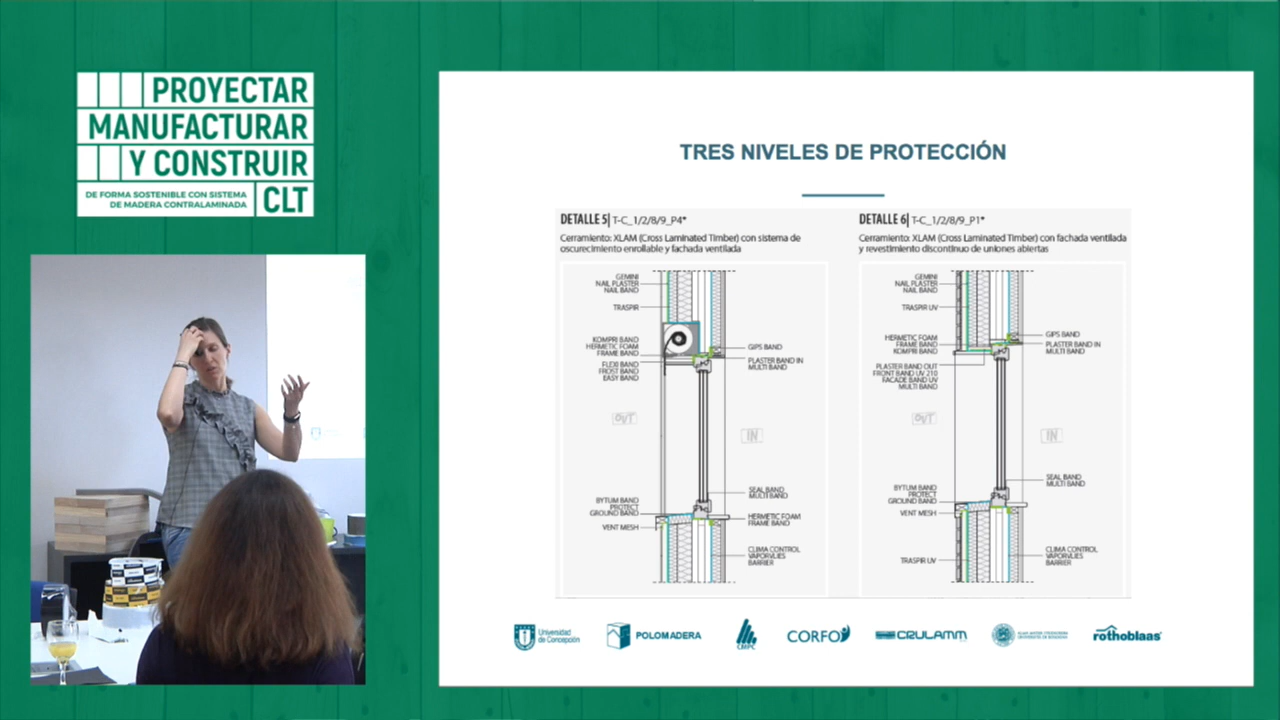 PROYECTAR
MANUFACTURAR
Y CONSTRUIR
DE FORMA SOSTENIBLE CON SISTEMA
DE MADERA CONTRALAMINADA
CLT
TRES NIVELES DE PROTECCIÓN
DETALLE 5| T-C_1/2/8/9_P4*
Cerramiento: XLAM (Cross Laminated Timber) con sistema de
oscurecimiento enrollable y fachada ventilada
GEMINI
NAIL PLASTER
NAIL BAND
TRASPIR
KOMPRI BAND
HERMETIC FOAM
FRAME BAND
FLEXI BAND
FROST BAND
EASY BAND
GIPS BAND
PLASTER BAND IN
MULTI BAND
OUT
IN
BYTUM BAND
PROTECT
GROUND BAND
VENT MESH
SEAL BAND
MULTI BAND
HERMETIC FOAM
FRAME BAND
CLIMA CONTROL
VAPORVLIES
BARRIER
DETALLE 6| T-C_1/2/8/9_P1*
Cerramiento: XLAM (Cross Laminated Timber) con fachada ventilada
y revestimiento discontinuo de uniones abiertas
GEMINI
NAIL PLASTER
NAIL BAND
TRASPIR UV
HERMETIC FOAM
FRAME BAND
KOMPRI BAND
PLASTER BAND OUT
FRONT BAND UV 210
FACADE BAND UV
MULTI BAND
GIPS BAND
PLASTER BAND IN
MULTI BAND
OUT
IN
BYTUM BAND
PROTECT
GROUND BAND
VENT MESH
TRASPIR UV
SEAL BAND
MULTI BAND
CLIMA CONTROL
VAPORVLIES
BARRIER
Universidad
de Concepción
POLOMADERA
CMPC
CORFO
CRULAMM
rothoblaas